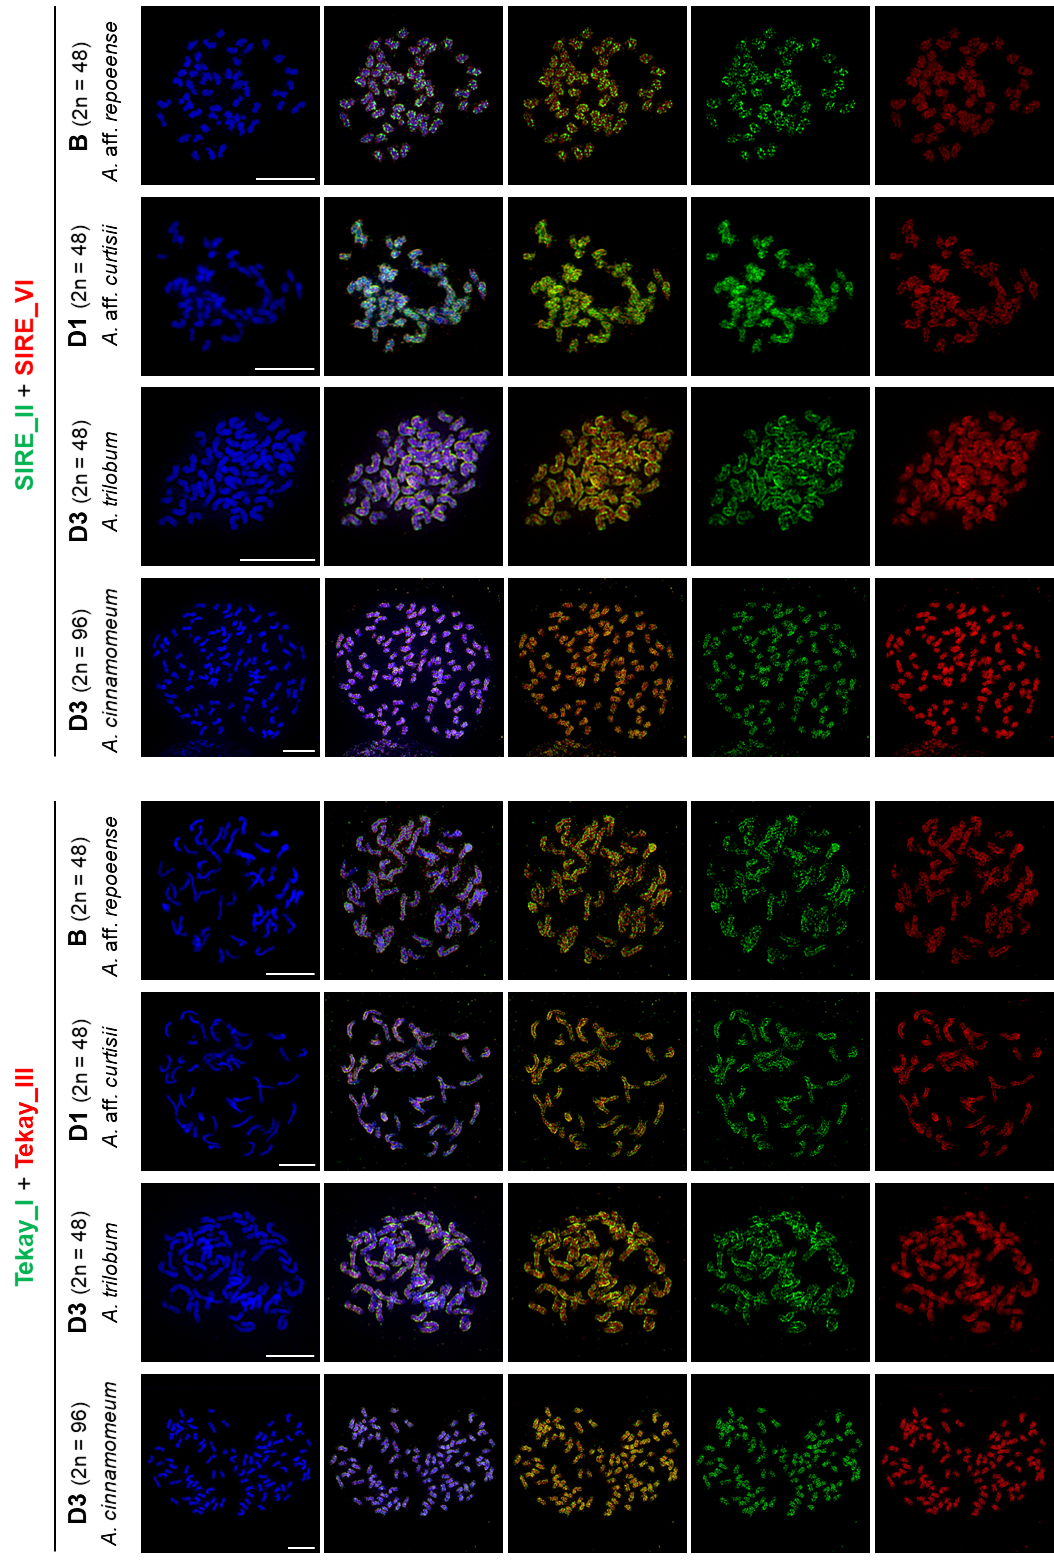 SIRE_II + SIRE_VI
B (2n = 48)
A. aff. repoeense
D1 (2n = 48)
A. aff. curtisii
D3 (2n = 48)
A. trilobum
D3 (2n = 96)
A. cinnamomeum
Tekay_I + Tekay_III
B (2n = 48)
A. aff. repoeense
D1 (2n = 48)
A. aff. curtisii
D3 (2n = 48)
A. trilobum
D3 (2n = 96)
A. cinnamomeum